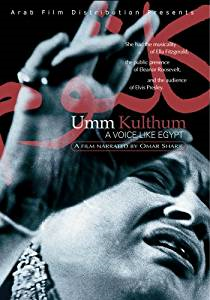 Arab Film Distribution Presents
She had the musicality
of Ella Fitzgerald,
the public presence
of Eleanor Roosevelt,
and the audience
of Elvis Presley.
كلثوم
Umm Kulthum
A VOICE LIKE EGYPT
A FILM NARRATED BY OMAR SHARIF